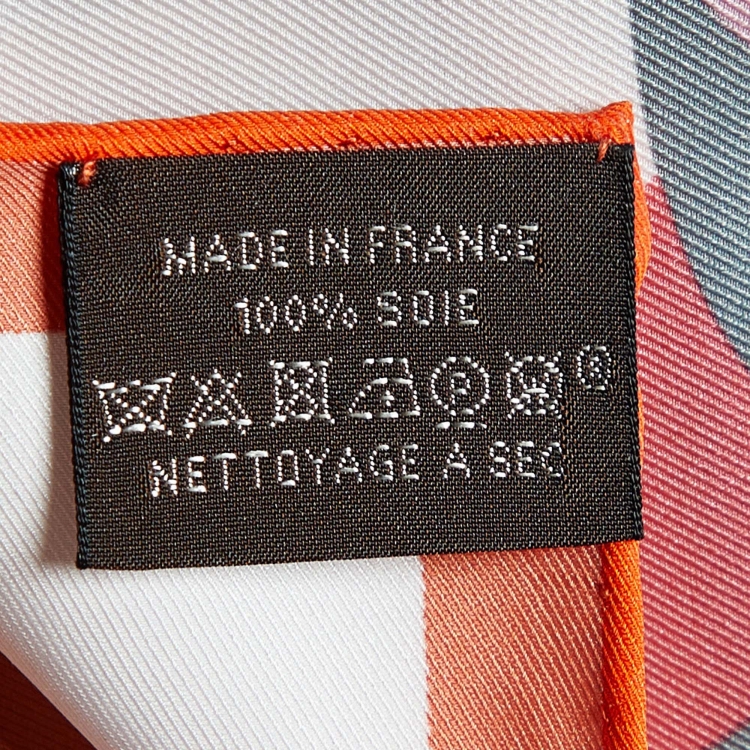 MADE IN FRANCE
100% SOIE
P ®
NETTOYAGE A SEC